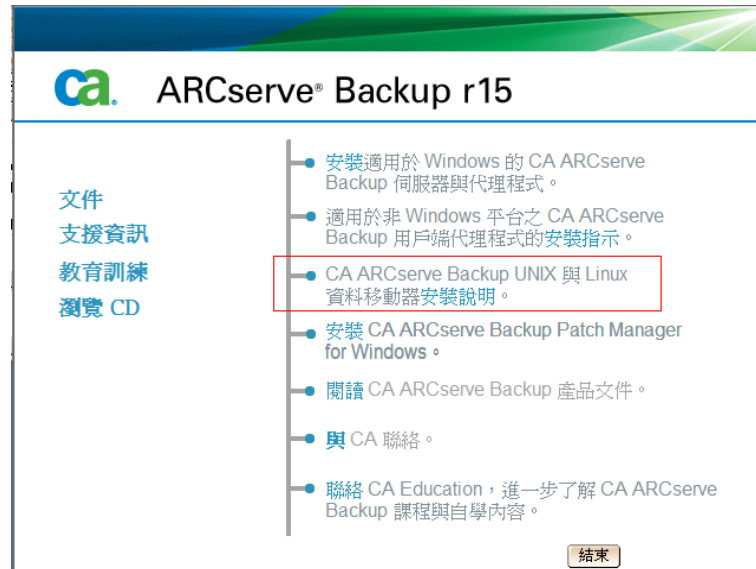 ca. ARCserve® Backup r15
文件
支援資訊
教育訓練
瀏覽 CD
安裝適用於 Windows 的 CA ARCserve
Backup 伺服器與代理程式。
適用於非 Windows 平台之 CA ARCserve
Backup 用戶端代理程式的安裝指示。
CA ARCserve Backup UNIX 與 Linux
資料移動器安裝說明。
安裝 CA ARCserve Backup Patch Manager
for Windows。
閱讀 CA ARCserve Backup 產品文件。
與 CA 聯絡。
聯絡 CA Education，進一步了解 CA ARCserve
Backup 課程與自學內容。
結束